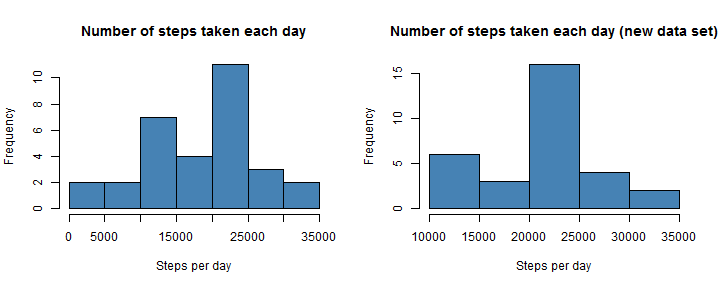 Number of steps taken each day
Frequency
10
8
6
4
2
0
0 5000 15000 25000 35000
Steps per day
Number of steps taken each day (new data set)
Frequency
15
10
5
0
10000 15000 20000 25000 30000 35000
Steps per day